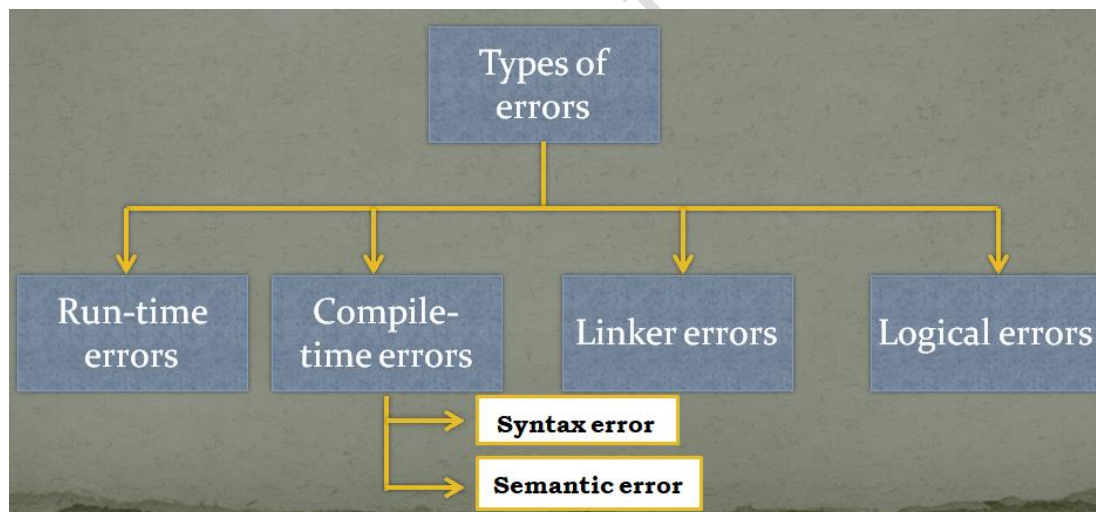 Types of
errors
Run-time
errors
Compile-
time errors
Linker errors
Logical errors
Syntax error
Semantic error